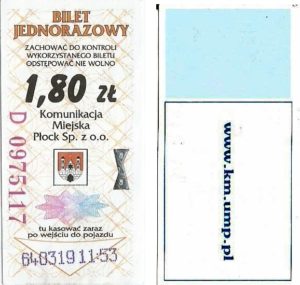 BILET
JEDNORAZOWY
ZACHOWAĆ DO KONTROLI
WYKORZYSTANEGO BILETU
ODSTĘPOWAĆ NIE WOLNO
1,80 zł
Komunikacja
Miejska
Płock Sp. z o.o.
D 0975117
tu kasować zaraz
po wejściu do pojazdu
640319 11:53
www.km.ump.pl